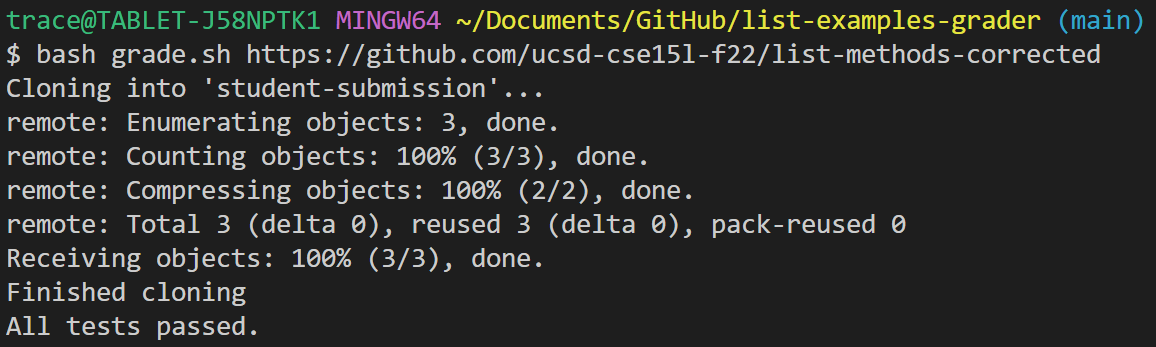 trace@TABLET-J58NPTK1 MINGW64 ~/Documents/GitHub/list-examples-grader (main)
$ bash grade.sh https://github.com/ucsd-cse15l-f22/list-methods-corrected
Cloning into 'student-submission'...
remote: Enumerating objects: 3, done.
remote: Counting objects: 100% (3/3), done.
remote: Compressing objects: 100% (2/2), done.
remote: Total 3 (delta 0), reused 3 (delta 0), pack-reused 0
Receiving objects: 100% (3/3), done.
Finished cloning
All tests passed.